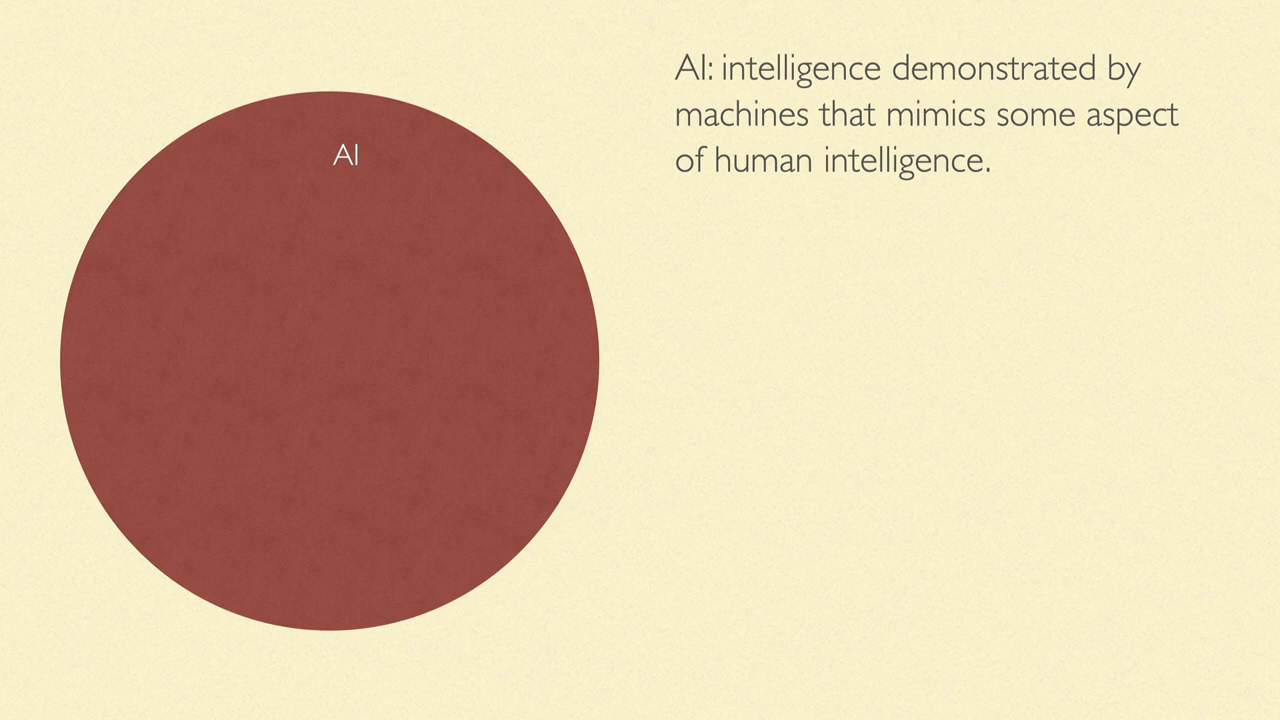 AI
AI: intelligence demonstrated by
machines that mimics some aspect
of human intelligence.